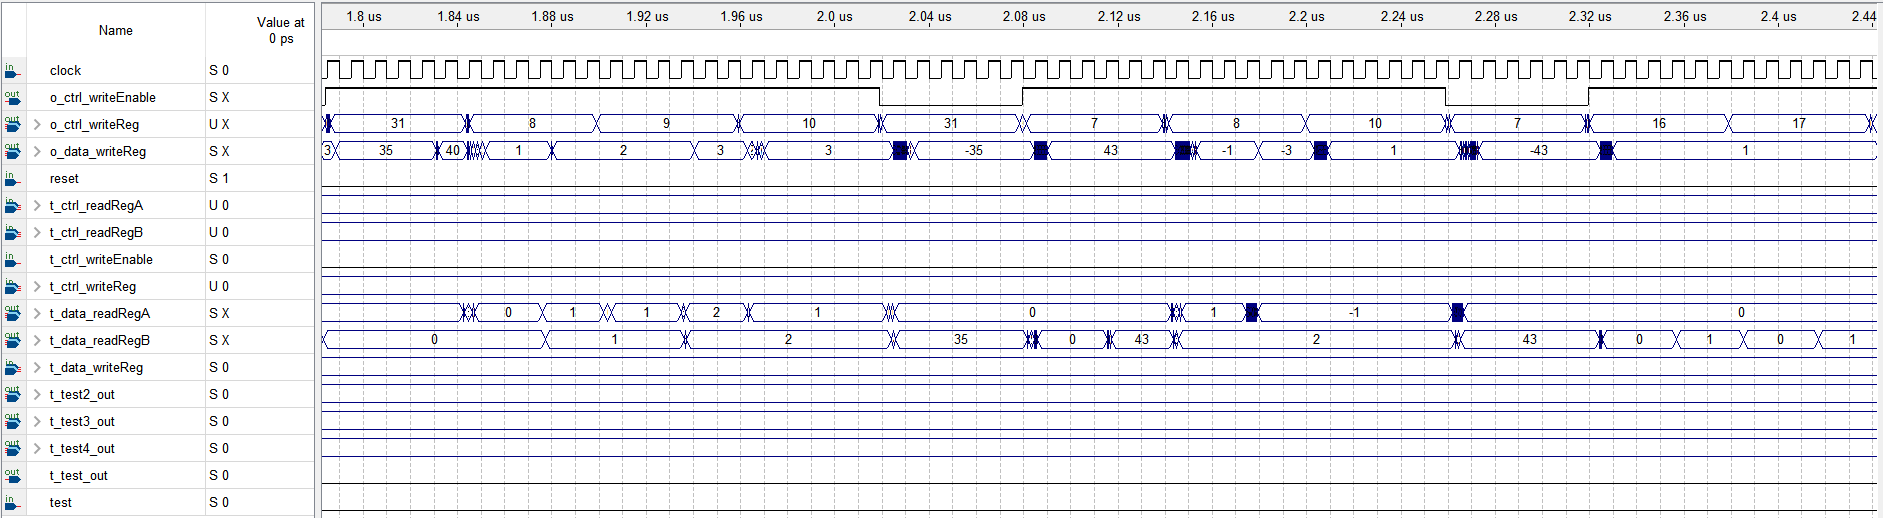 Name Value at 0 ps 1.8 us 1.84 us 1.88 us 1.92 us 1.96 us 2.0 us 2.04 us 2.08 us 2.12 us 2.16 us 2.2 us 2.24 us 2.28 us 2.32 us 2.36 us 2.4 us 2.44
in clock S 0
out o_ctrl_writeEnable S X
out o_ctrl_writeReg U X 31 8 9 10 31 7 8 10 7 16 17
out o_data_writeReg S X 3 35 40 1 2 3 3 -35 43 -1 -3 1 -43 1
in reset S 1
in t_ctrl_readRegA U 0
in t_ctrl_readRegB U 0
in t_ctrl_writeEnable S 0
in t_ctrl_writeReg U 0
out t_data_readRegA S X 0 1 1 2 1 0 1 -1 0
out t_data_readRegB S X 0 1 2 35 0 43 2 43 0 1 0 1
in t_data_writeReg S 0
out t_test2_out S 0
out t_test3_out S 0
out t_test4_out S 0
out t_test_out S 0
in test S 0